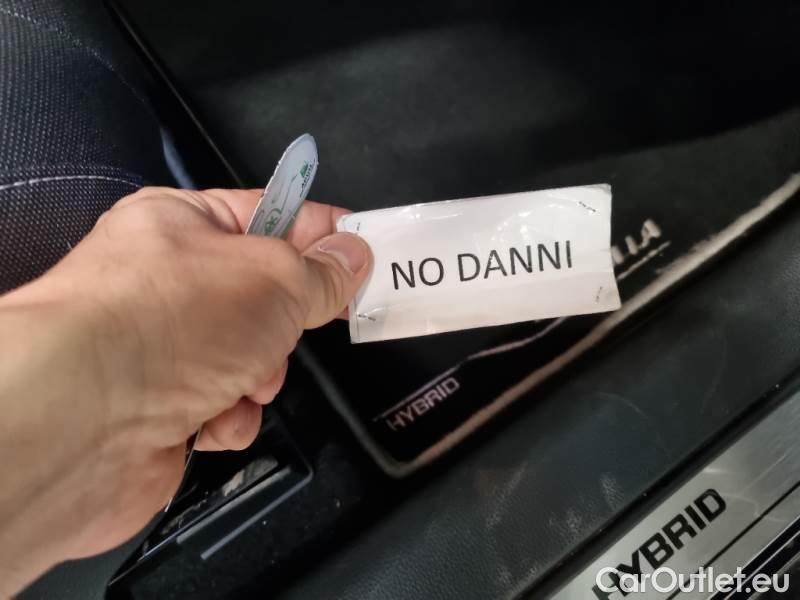 NO DANNI
HYBRID
HYBRID
CarOutlet.eu